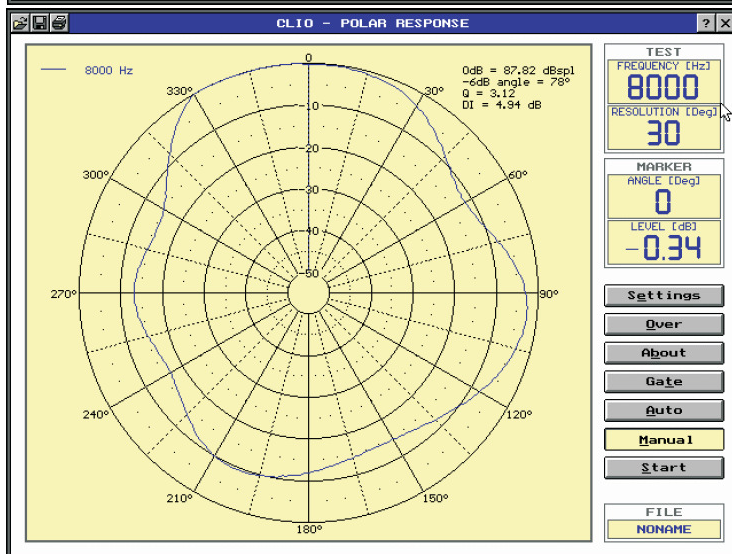 CLIO - POLAR RESPONSE
? X
8000 Hz
0dB = 87.82 dBspl
-6dB angle = 78°
Q = 3.12
DI = 4.94 dB
0
30°
60°
90°
120°
150°
180°
210°
240°
270°
300°
330°
-10
-20
-30
-40
-50
TEST
FREQUENCY [Hz]
8000
RESOLUTION [Deg]
30
MARKER
ANGLE [Deg]
0
LEVEL [dB]
-0.34
Settings
Over
About
Gate
Auto
Manual
Start
FILE
NONAME